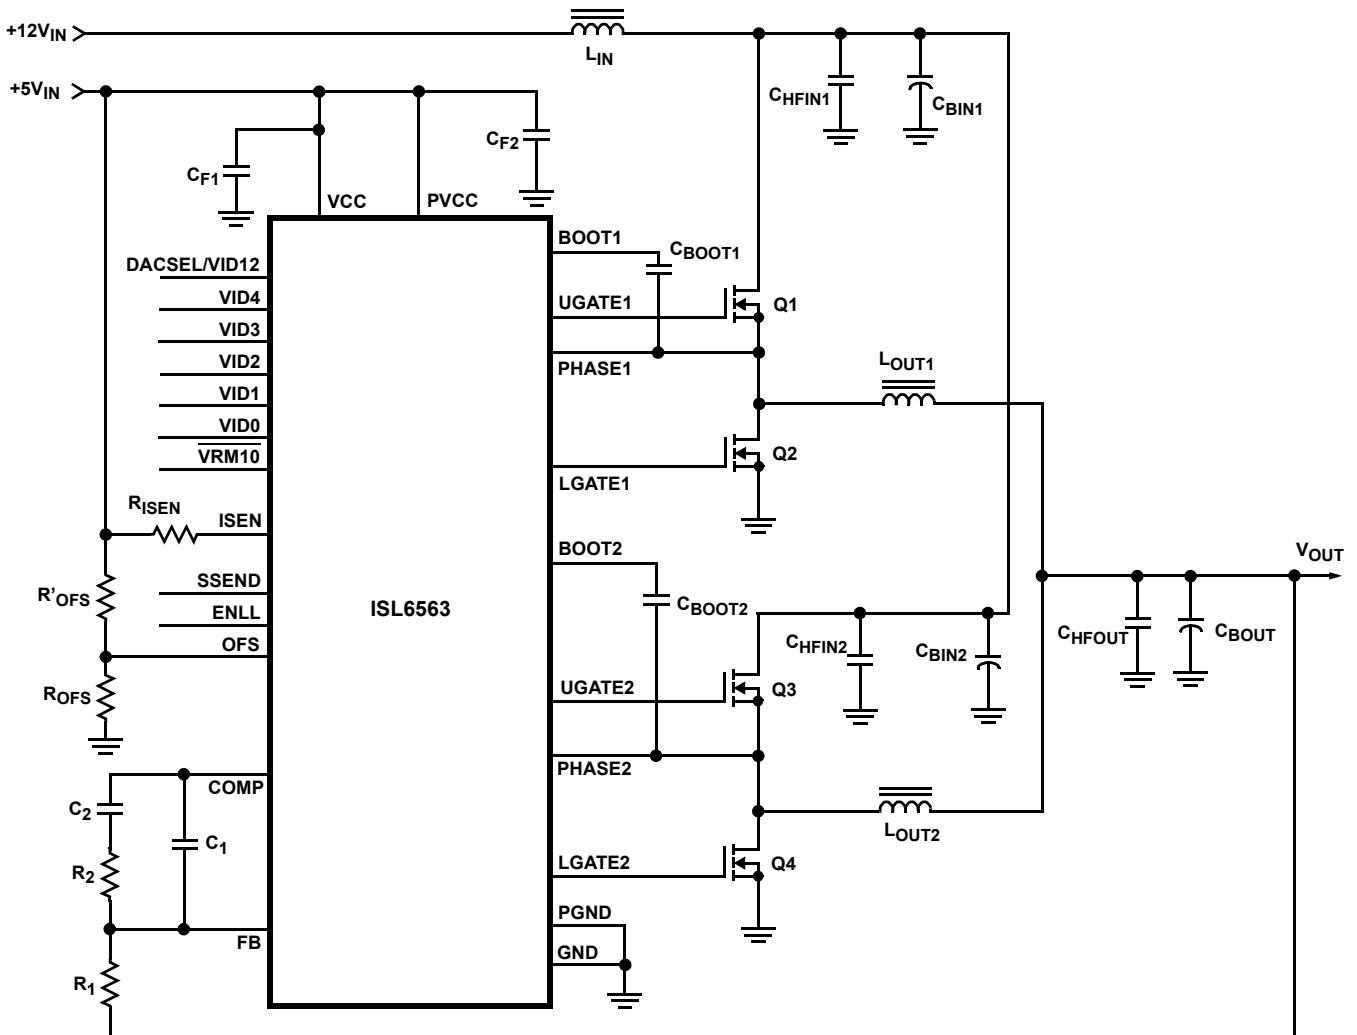 +12VIN
LIN
+5VIN
CHFIN1
CBIN1
CF2
CF1
VCC
PVCC
BOOT1
CBOOT1
DACSEL/VID12
VID4
UGATE1
Q1
VID3
VID2
PHASE1
LOUT1
VID1
VID0
VRM10
Q2
LGATE1
RISEN
ISEN
BOOT2
VOUT
SSEND
R'OFS
ISL6563
CBOOT2
ENLL
OFS
CHFIN2
CBIN2
CHFOUT
CBOUT
ROFS
UGATE2
Q3
PHASE2
COMP
C2
C1
LOUT2
R2
LGATE2
Q4
PGND
FB
GND
R1